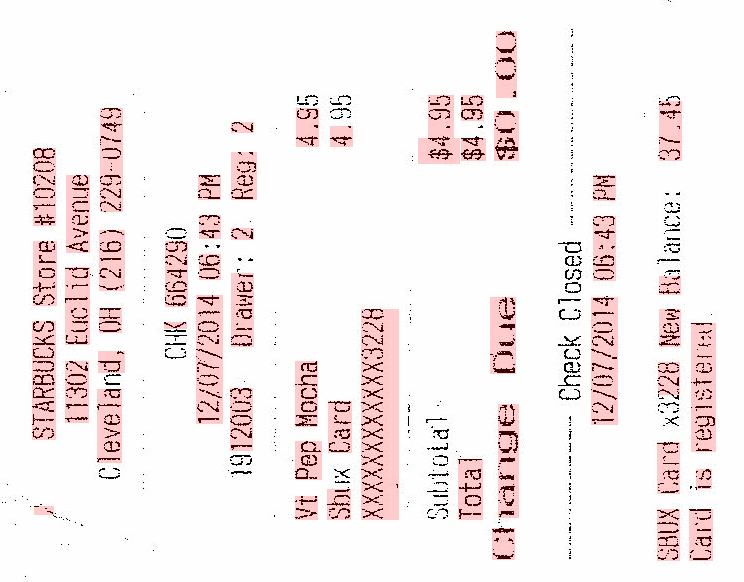 STARBUCKS Store #10208
11302 Euclid Avenue
Cleveland, OH (216) 229-0749
CHK 664290
12/07/2014 06:43 PM
1912003 Drawer: 2 Reg: 2
Vt Pep Mocha 4.95
Sbux Card 4.95
XXXXXXXXXXXX3228
Subtotal $4.95
Total $4.95
Change Due $0.00
Check Closed
12/07/2014 06:43 PM
SBUX Card x3228 New Balance: 37.45
Card is registered.